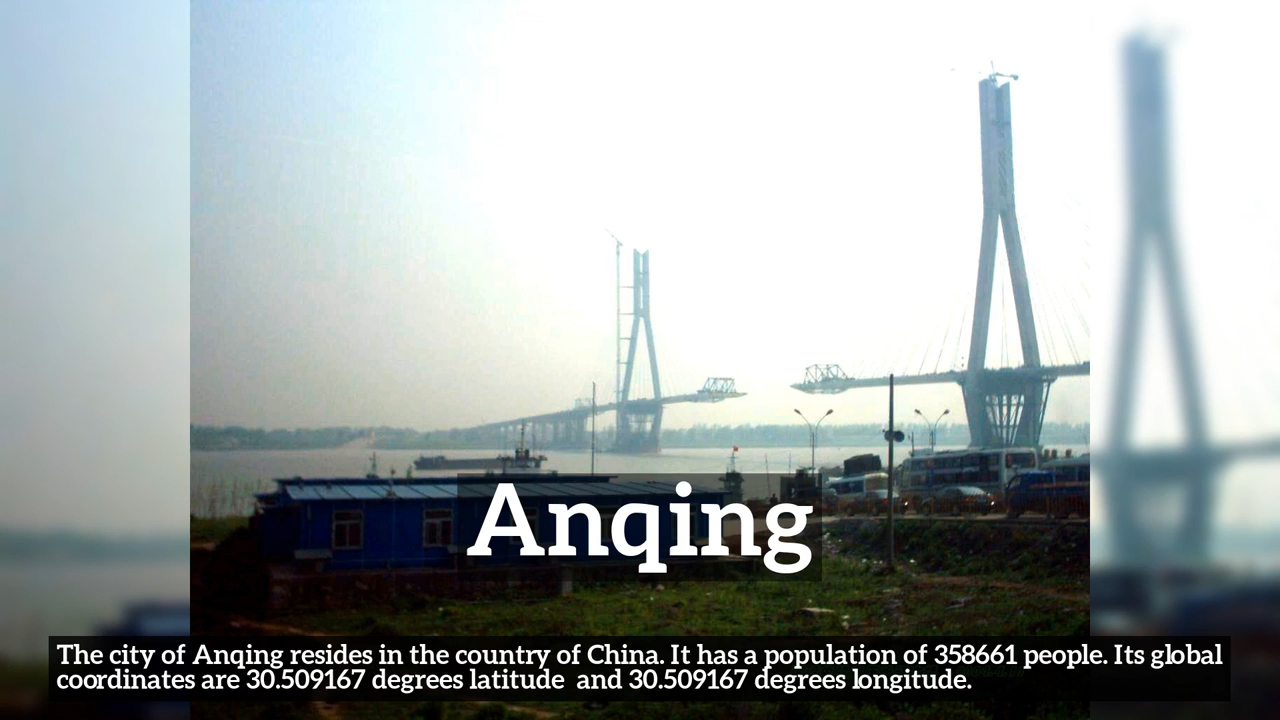 Anqing
The city of Anqing resides in the country of China. It has a population of 358661 people. Its global
coordinates are 30.509167 degrees latitude  and 30.509167 degrees longitude.